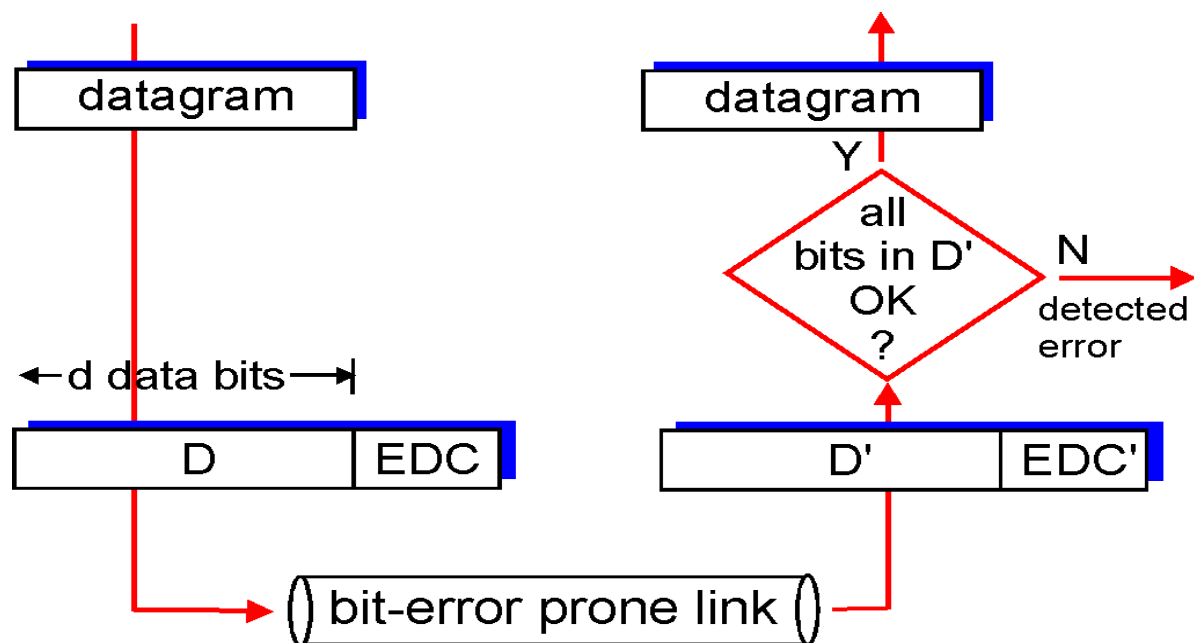 datagram
d data bits
D
EDC
bit-error prone link
datagram
Y
all
bits in D'
OK
?
N
detected
error
D'
EDC'